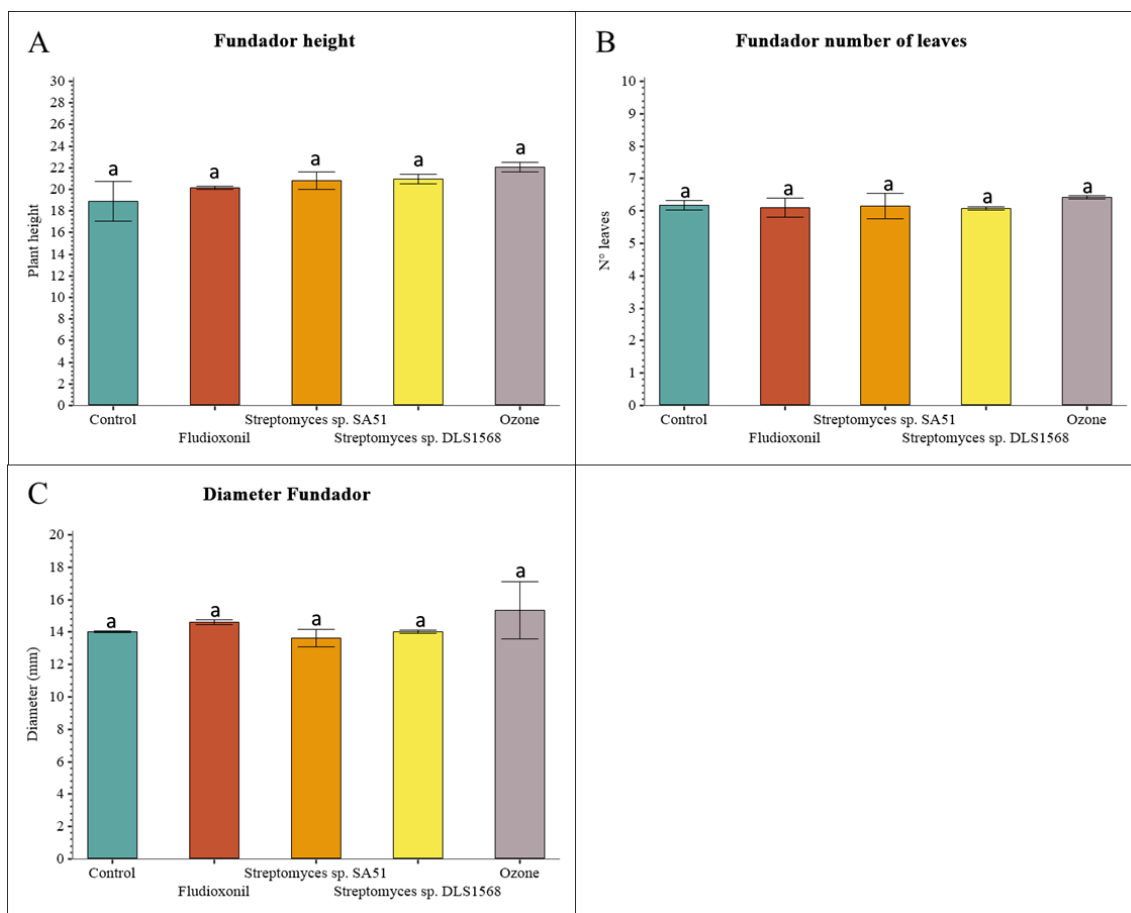 A
Fundador height
Plant height
30
28
26
24
22
20
18
16
14
12
10
8
6
4
2
0
a
a
a
a
a
Control
Fludioxonil
Streptomyces sp. SA51
Streptomyces sp. DLS1568
Ozone
B
Fundador number of leaves
N° leaves
10
9
8
7
6
5
4
3
2
1
0
a
a
a
a
a
Control
Fludioxonil
Streptomyces sp. SA51
Streptomyces sp. DLS1568
Ozone
C
Diameter Fundador
Diameter (mm)
20
18
16
14
12
10
8
6
4
2
0
a
a
a
a
a
Control
Fludioxonil
Streptomyces sp. SA51
Streptomyces sp. DLS1568
Ozone